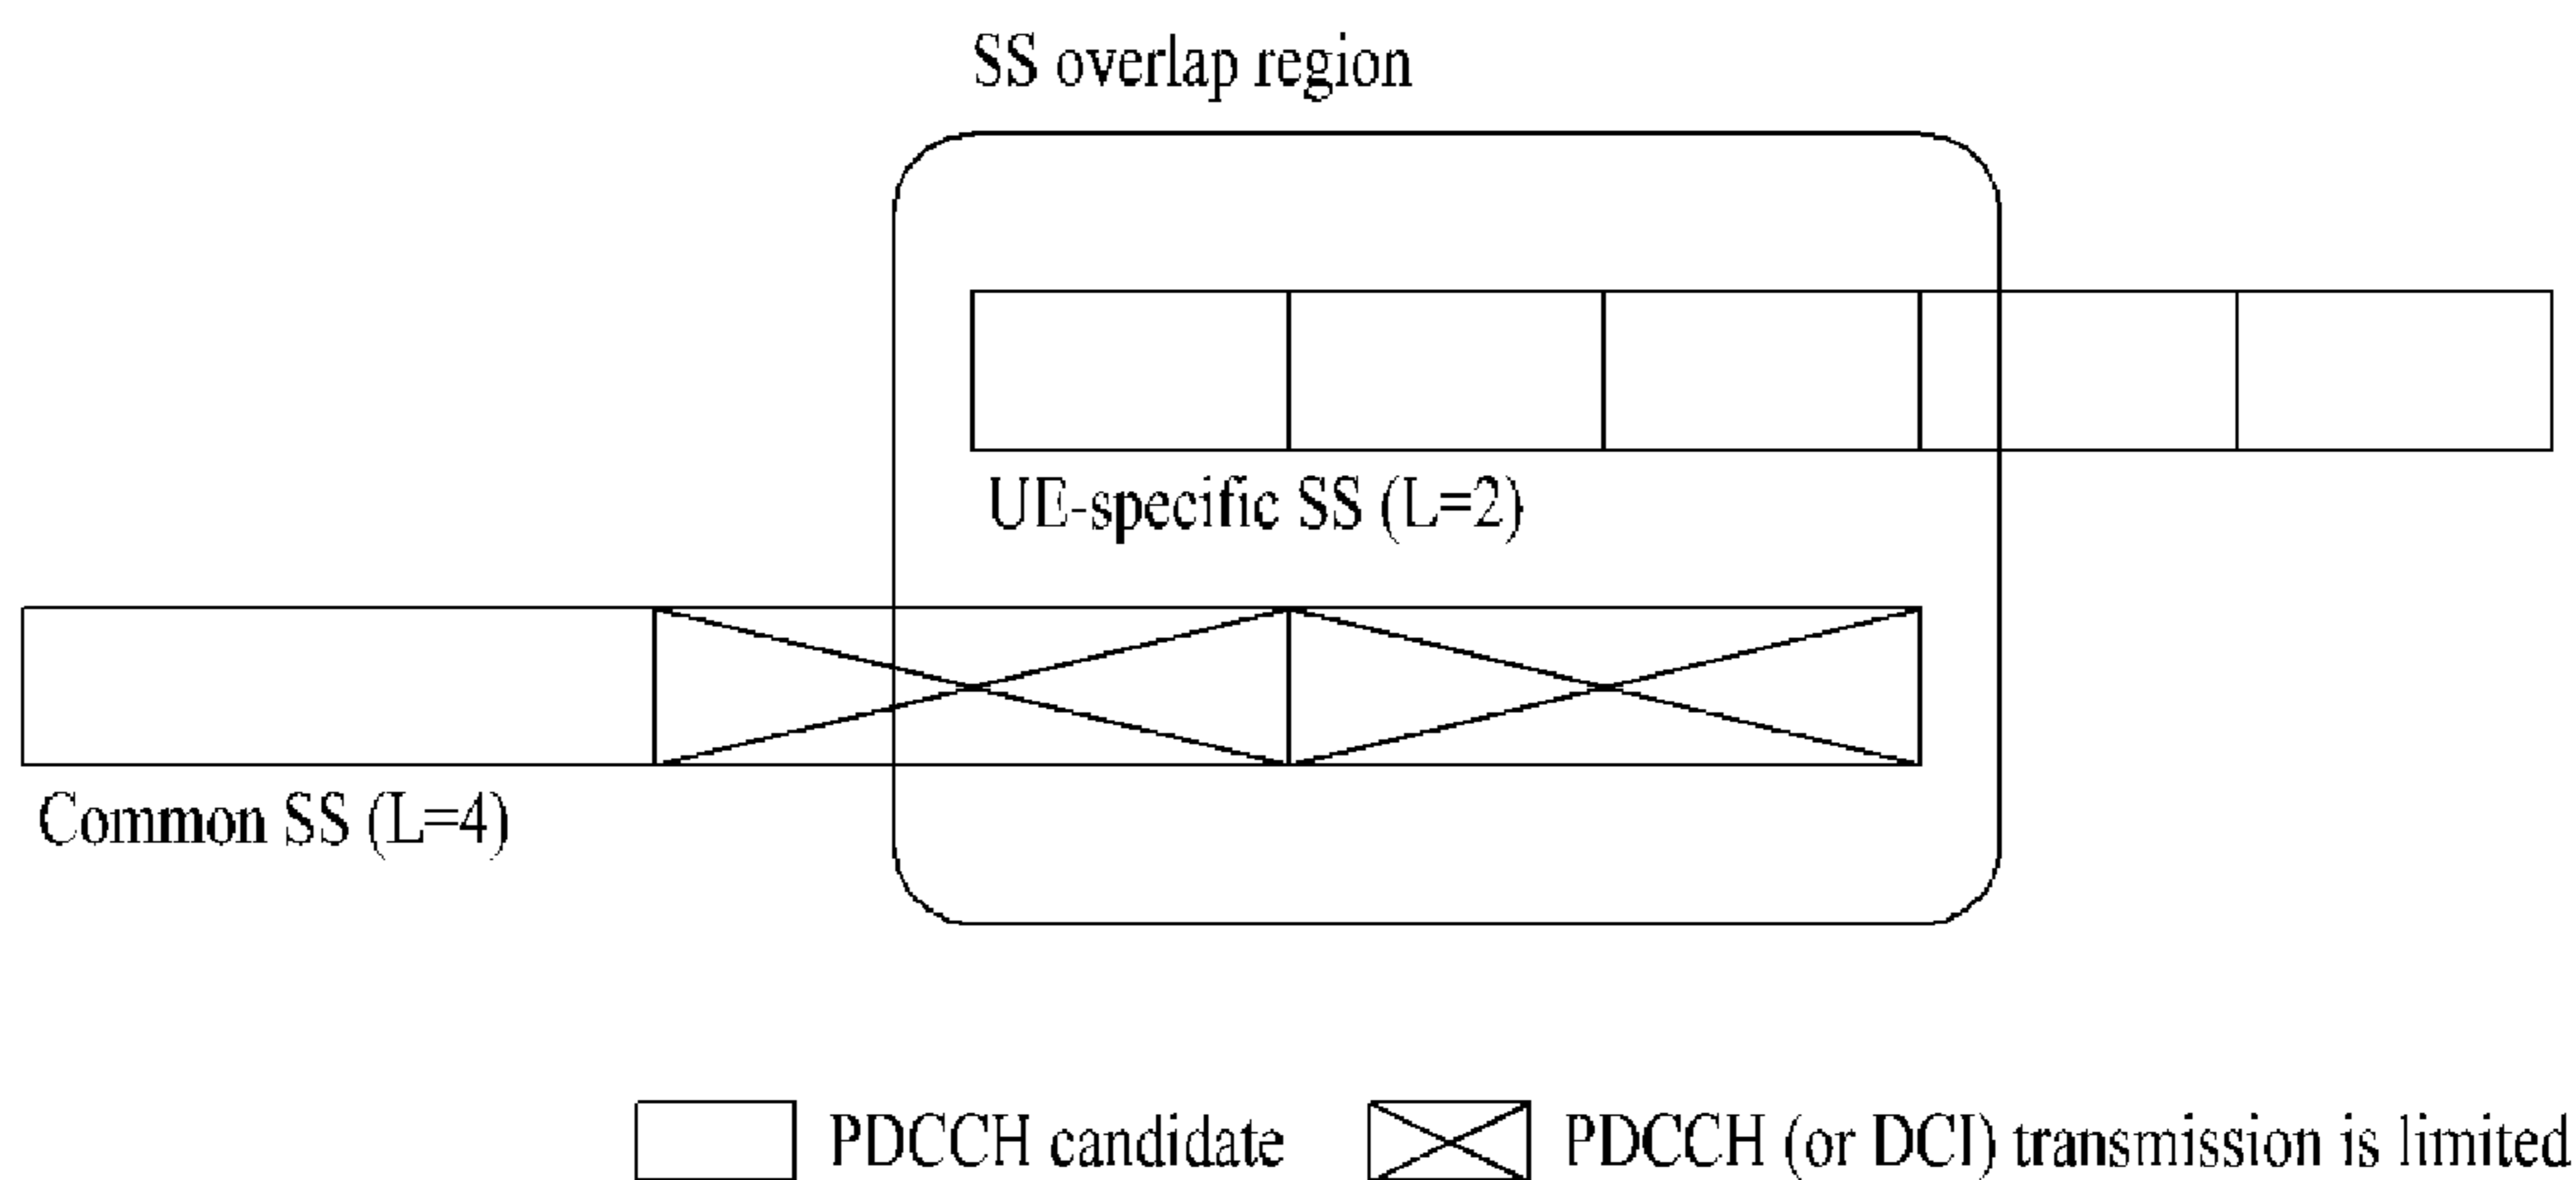 SS overlap region
UE-specific SS (L=2)
Common SS (L=4)
PDCCH candidate
PDCCH (or DCI) transmission is limited